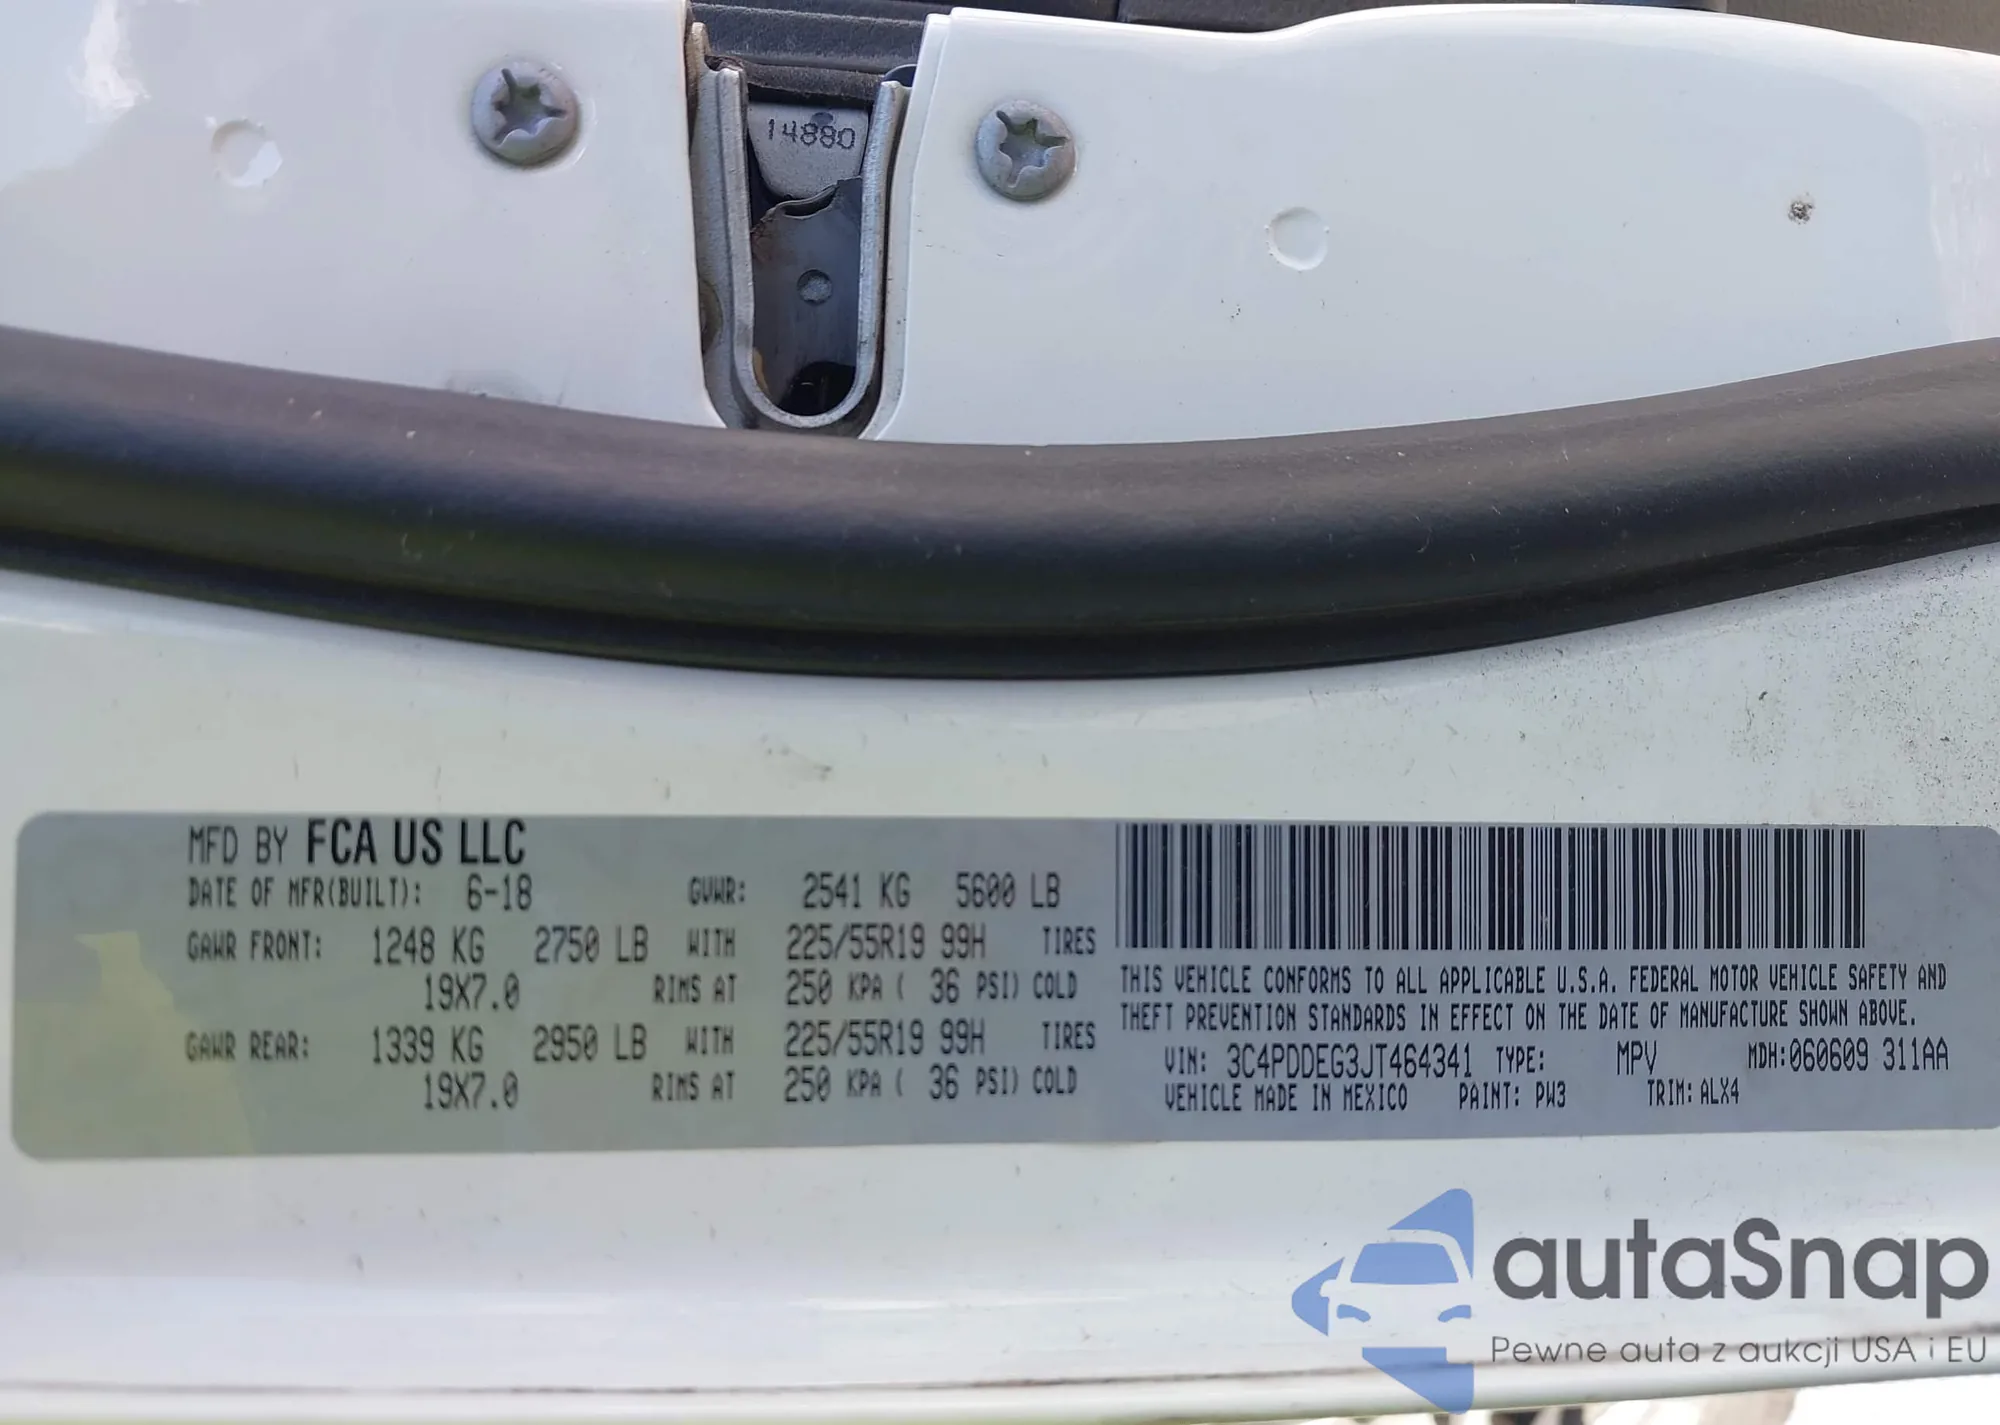 14880
MFD BY FCA US LLC
DATE OF MFR(BUILT): 6-18 GVWR: 2541 KG 5600 LB
GAWR FRONT: 1248 KG 2750 LB WITH 225/55R19 99H TIRES
19X7.0 RIMS AT 250 KPA ( 36 PSI) COLD
GAWR REAR: 1339 KG 2950 LB WITH 225/55R19 99H TIRES
19X7.0 RIMS AT 250 KPA ( 36 PSI) COLD
THIS VEHICLE CONFORMS TO ALL APPLICABLE U.S.A. FEDERAL MOTOR VEHICLE SAFETY AND
THEFT PREVENTION STANDARDS IN EFFECT ON THE DATE OF MANUFACTURE SHOWN ABOVE.
VIN: 3C4PDDEG3JT464341 TYPE: MPV MDH:060609 311AA
VEHICLE MADE IN MEXICO PAINT: PW3 TRIM: ALX4
autaSnap
Pewne auta z aukcji USA i EU